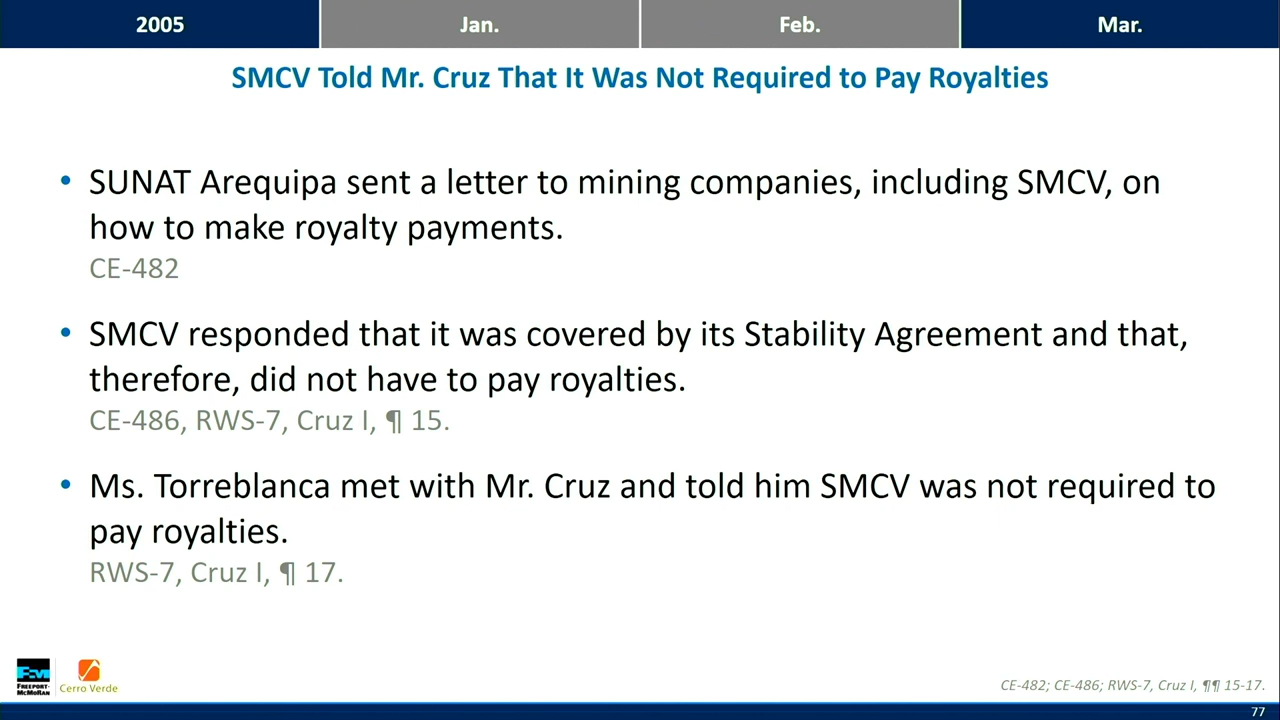 2005 Jan. Feb. Mar.
SMCV Told Mr. Cruz That It Was Not Required to Pay Royalties
• SUNAT Arequipa sent a letter to mining companies, including SMCV, on
how to make royalty payments.
CE-482
• SMCV responded that it was covered by its Stability Agreement and that,
therefore, did not have to pay royalties.
CE-486, RWS-7, Cruz I, ¶ 15.
• Ms. Torreblanca met with Mr. Cruz and told him SMCV was not required to
pay royalties.
RWS-7, Cruz I, ¶ 17.
FREEPORT-
McMoRAN
Cerro Verde
CE-482; CE-486; RWS-7, Cruz I, ¶¶ 15-17.
77